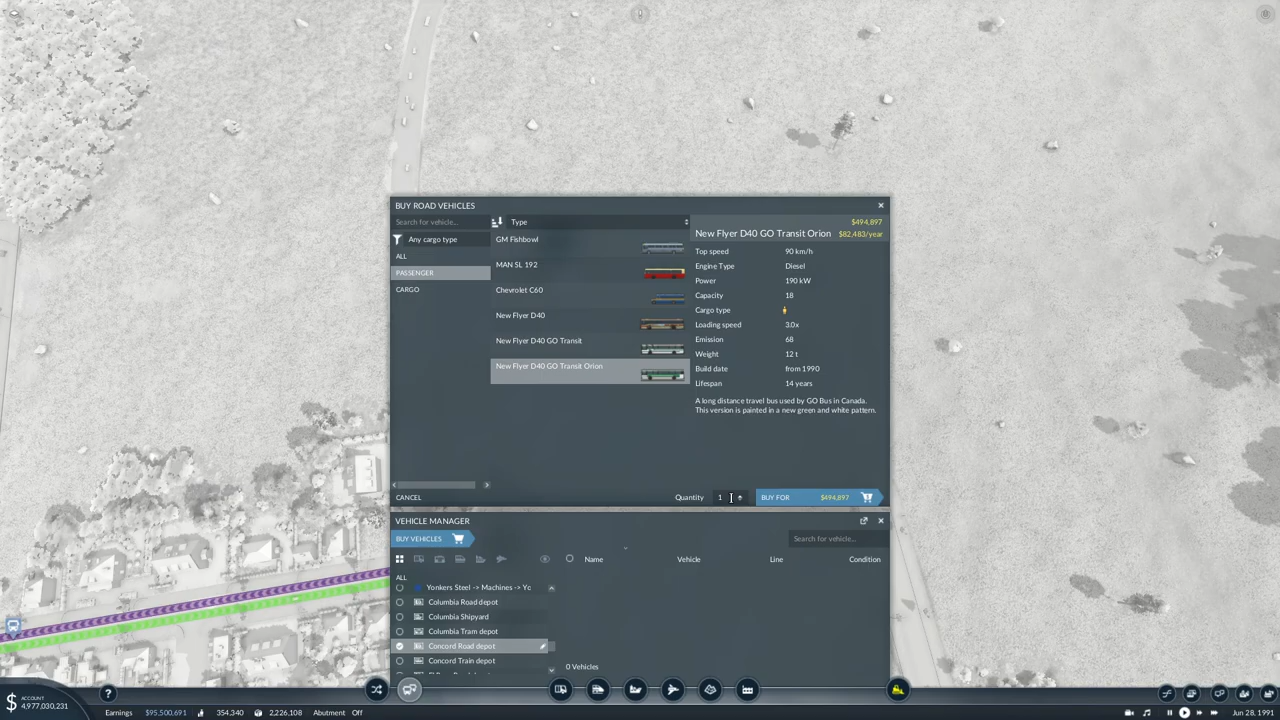 BUY ROAD VEHICLES
Search for vehicle...
Type
$494,897
New Flyer D40 GO Transit Orion
$82,483/year
Any cargo type
ALL
PASSENGER
CARGO
GM Fishbowl
MAN SL 192
Chevrolet C60
New Flyer D40
New Flyer D40 GO Transit
New Flyer D40 GO Transit Orion
Top speed 90 km/h
Engine Type Diesel
Power 190 kW
Capacity 18
Cargo type
Loading speed 3.0x
Emission 68
Weight 12 t
Build date from 1990
Lifespan 14 years
A long distance travel bus used by GO Bus in Canada.
This version is painted in a new green and white pattern.
CANCEL
Quantity 1
BUY FOR $494,897
VEHICLE MANAGER
BUY VEHICLES
Search for vehicle...
Name Vehicle Line Condition
ALL
Yonkers Steel -> Machines -> Yo
Columbia Road depot
Columbia Shipyard
Columbia Tram depot
Concord Road depot
Concord Train depot
0 Vehicles
$ ACCOUNT
4,977,030,231
?
Earnings $95,500,691 354,340 2,226,108 Abutment Off
Jun 28, 1991